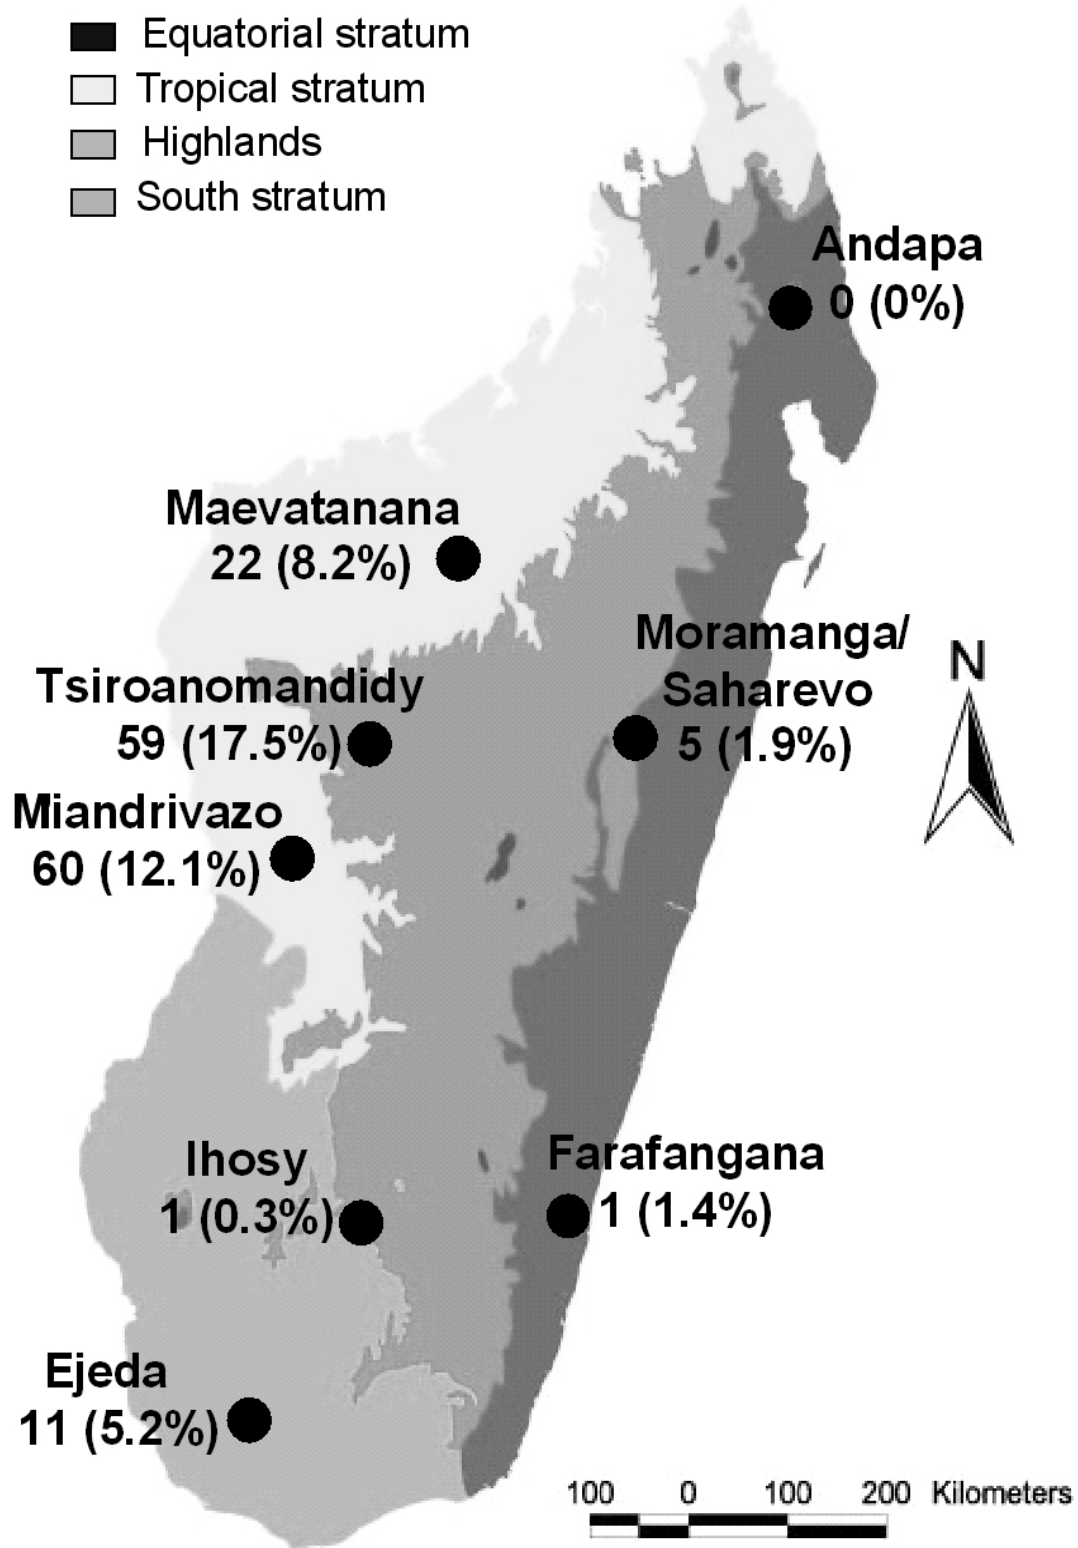 Equatorial stratum
Tropical stratum
Highlands
South stratum
Andapa
0 (0%)
Maevatanana
22 (8.2%)
Moramanga/
Saharevo
5 (1.9%)
N
Tsiroanomandidy
59 (17.5%)
Miandrivazo
60 (12.1%)
Ihosy
1 (0.3%)
Farafangana
1 (1.4%)
Ejeda
11 (5.2%)
100 0 100 200 Kilometers